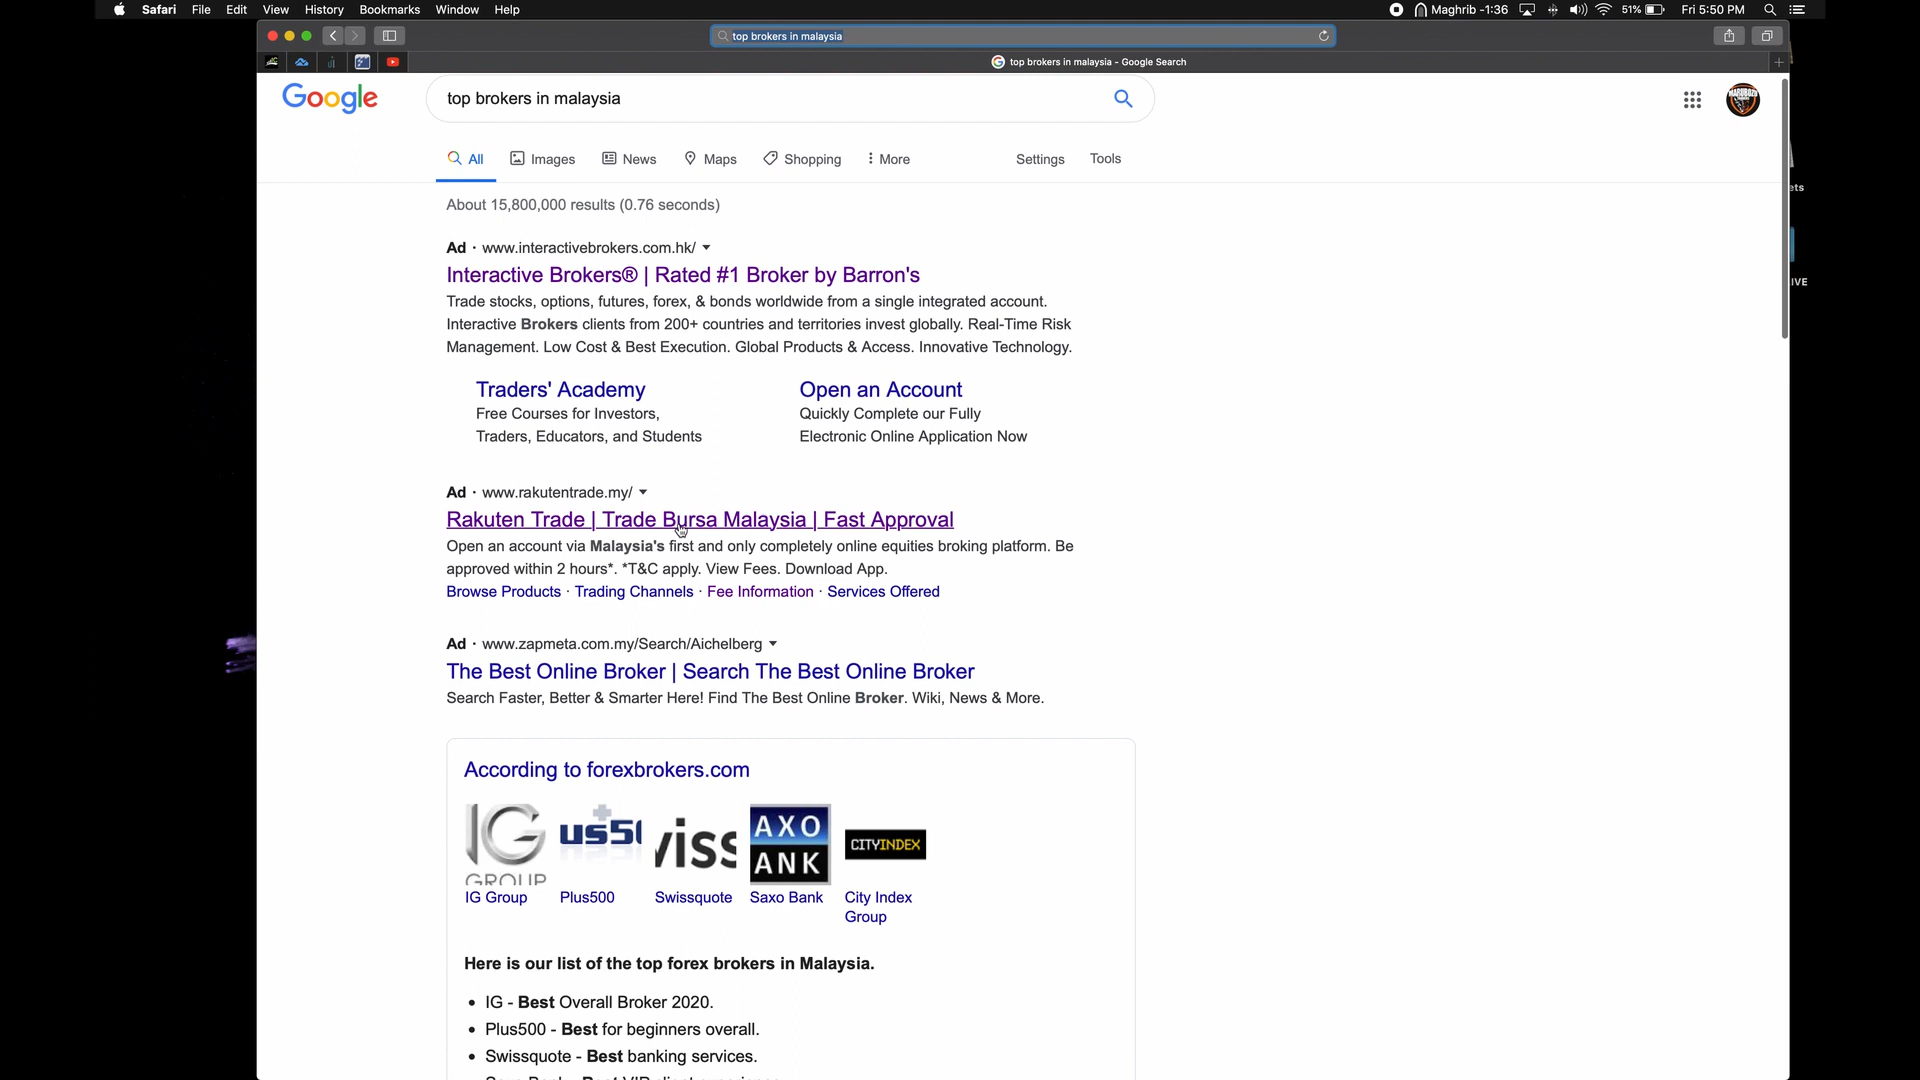 Safari File Edit View History Bookmarks Window Help
Maghrib -1:36 51% Fri 5:50 PM
top brokers in malaysia
top brokers in malaysia - Google Search
Google
top brokers in malaysia
All Images News Maps Shopping More Settings Tools
About 15,800,000 results (0.76 seconds)
Ad · www.interactivebrokers.com.hk/
Interactive Brokers® | Rated #1 Broker by Barron's
Trade stocks, options, futures, forex, & bonds worldwide from a single integrated account.
Interactive Brokers clients from 200+ countries and territories invest globally. Real-Time Risk
Management. Low Cost & Best Execution. Global Products & Access. Innovative Technology.
Traders' Academy
Free Courses for Investors,
Traders, Educators, and Students
Open an Account
Quickly Complete our Fully
Electronic Online Application Now
Ad · www.rakutentrade.my/
Rakuten Trade | Trade Bursa Malaysia | Fast Approval
Open an account via Malaysia's first and only completely online equities broking platform. Be
approved within 2 hours*. *T&C apply. View Fees. Download App.
Browse Products · Trading Channels · Fee Information · Services Offered
Ad · www.zapmeta.com.my/Search/Aichelberg
The Best Online Broker | Search The Best Online Broker
Search Faster, Better & Smarter Here! Find The Best Online Broker. Wiki, News & More.
According to forexbrokers.com
IG GROUP
us50
viss
AXO BANK
CITYINDEX
IG Group
Plus500
Swissquote
Saxo Bank
City Index
Group
Here is our list of the top forex brokers in Malaysia.
• IG - Best Overall Broker 2020.
• Plus500 - Best for beginners overall.
• Swissquote - Best banking services.
ets
IVE